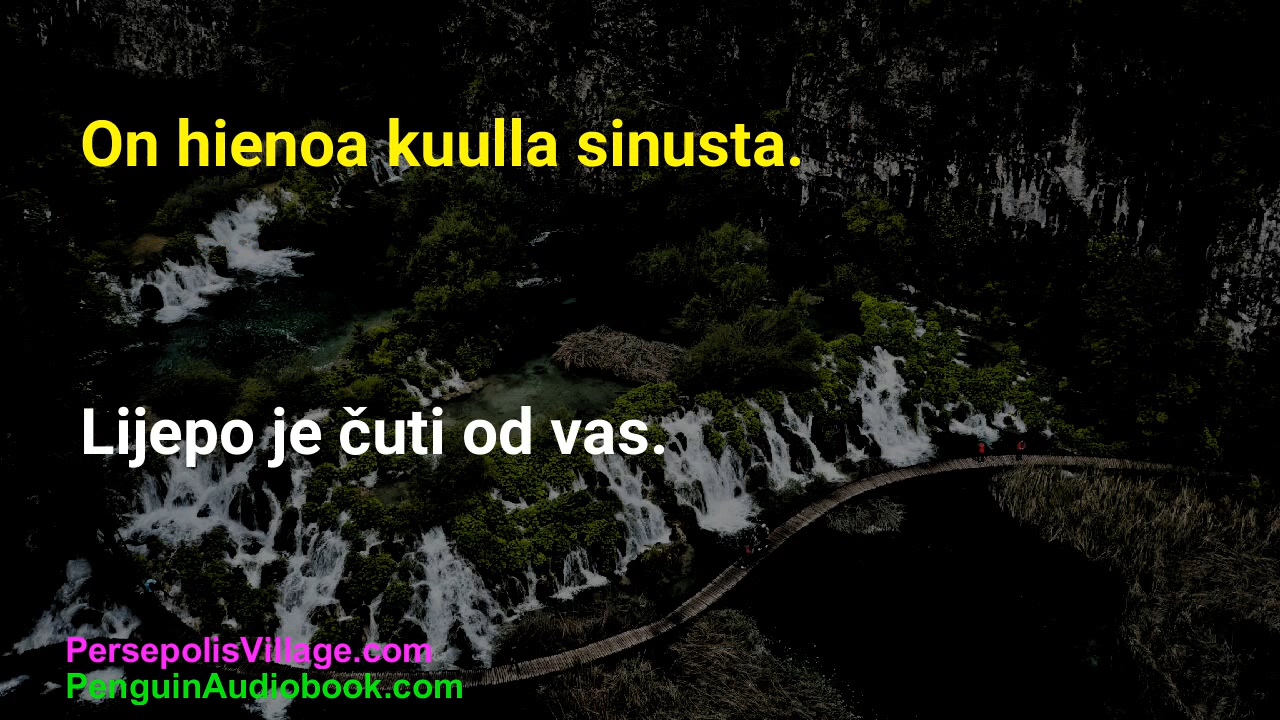 On hienoa kuulla sinusta.
Lijepo je čuti od vas.
PersepolisVillage.com
PenguinAudiobook.com